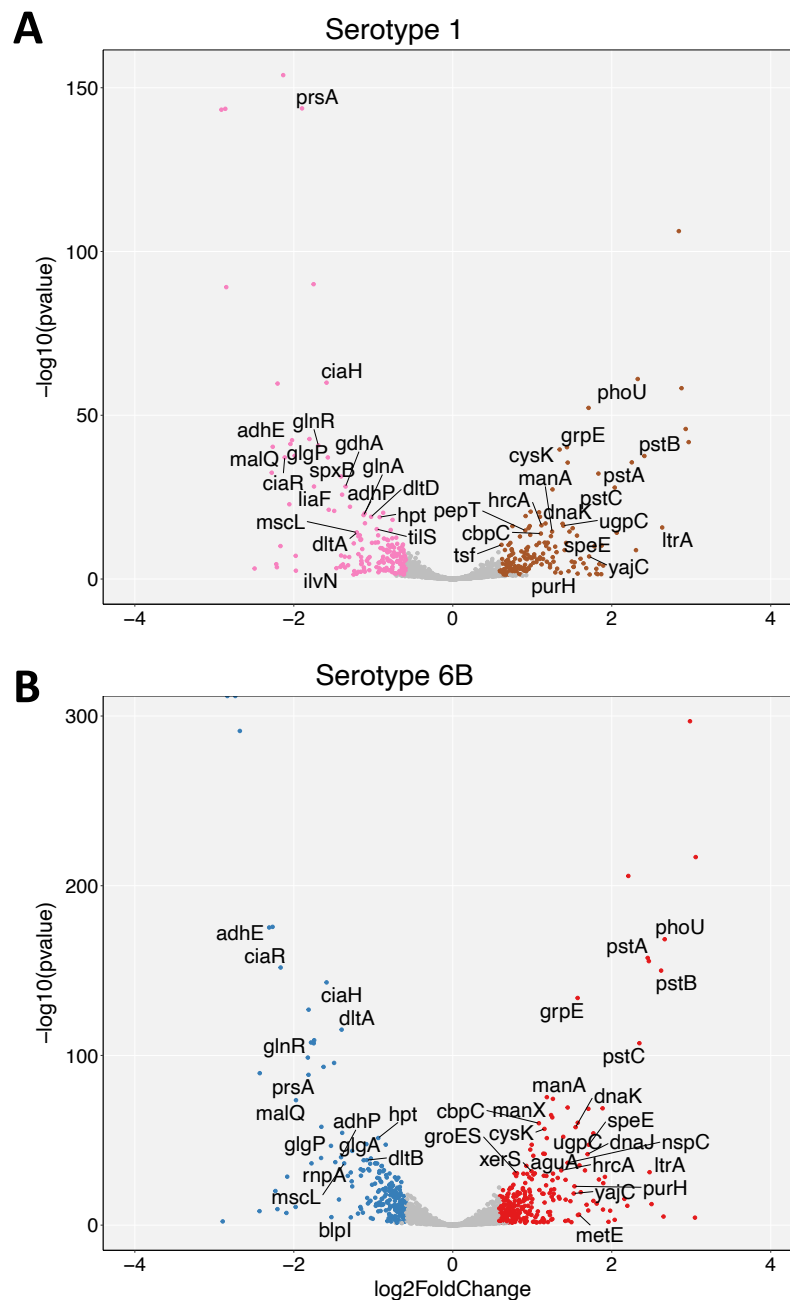 A
Serotype 1
−log10(pvalue)
150
100
50
0
prsA
ciaH
phoU
glnR
adhE
gdhA
grpE
pstB
cysK
malQ
glgP
glnA
pstA
spxB
manA
ciaR
adhP
dltD
pstC
liaF
hrcA
mscL
hpt
pepT
dnaK
ugpC
cbpC
ltrA
dltA
tilS
tsf
speE
yajC
ilvN
purH
−4
−2
0
2
4
B
Serotype 6B
−log10(pvalue)
300
200
100
0
adhE
phoU
pstA
ciaR
pstB
ciaH
grpE
dltA
glnR
pstC
prsA
manA
dnaK
malQ
cbpC
manX
adhP
hpt
speE
cysK
groES
glgP
glgA
ugpC
dnaJ
nspC
dltB
xerS
aguA
hrcA
ltrA
rnpA
purH
mscL
yajC
blpI
metE
−4
−2
0
2
4
log2FoldChange